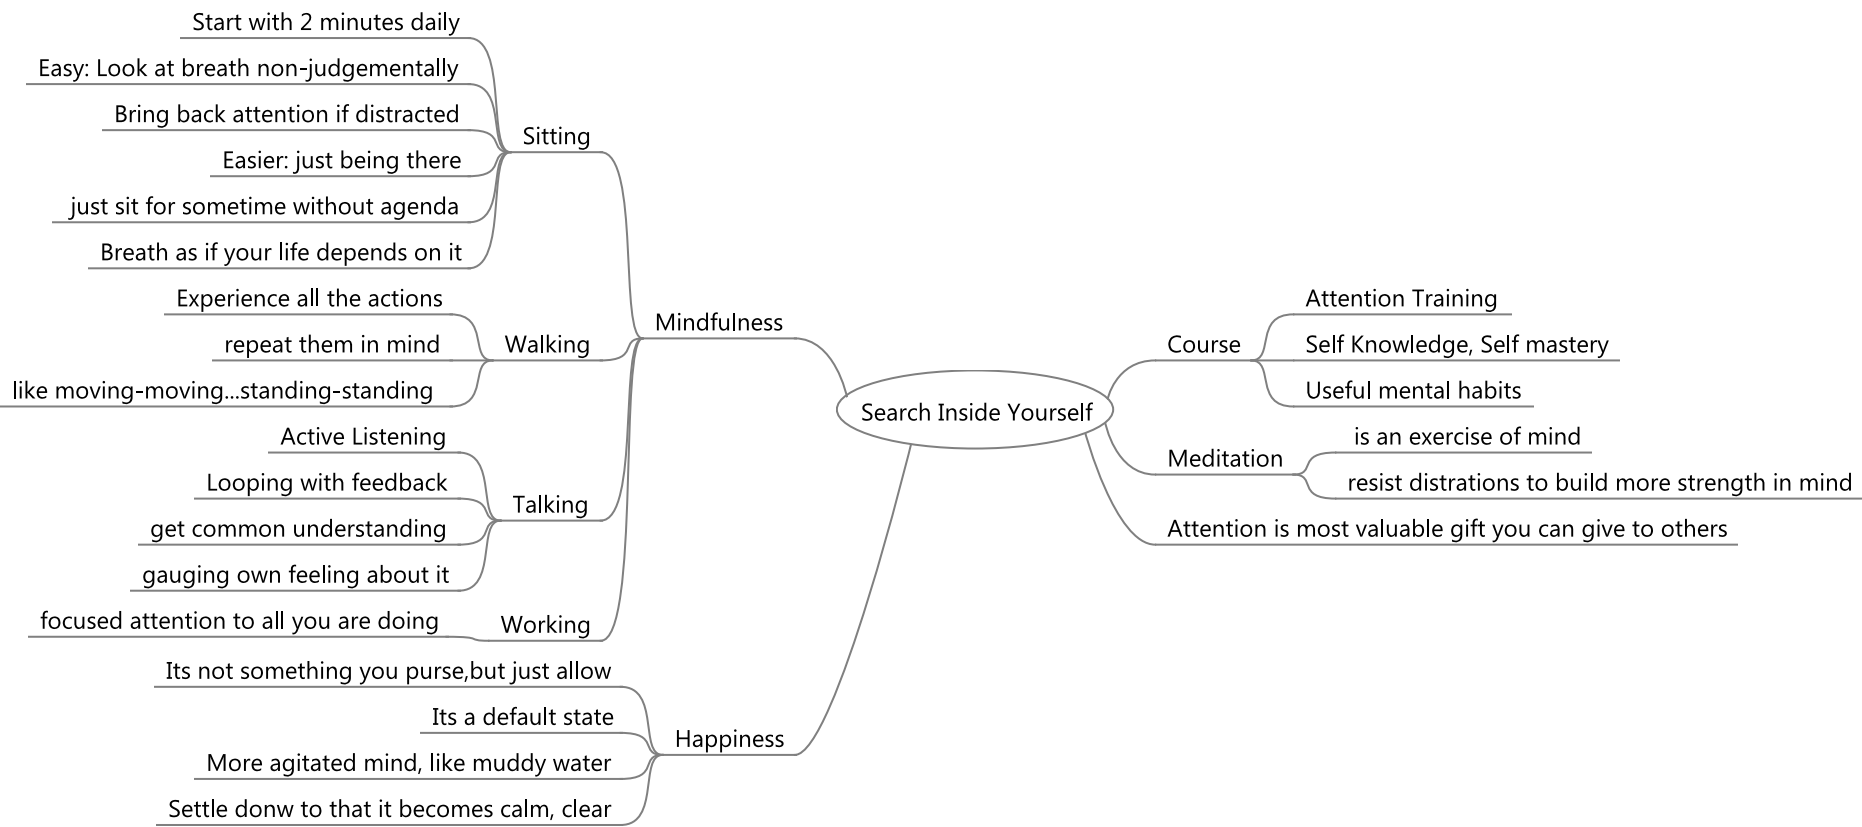 Search Inside Yourself
Course
Attention Training
Self Knowledge, Self mastery
Useful mental habits
Meditation
is an exercise of mind
resist distrations to build more strength in mind
Attention is most valuable gift you can give to others
Mindfulness
Sitting
Start with 2 minutes daily
Easy: Look at breath non-judgementally
Bring back attention if distracted
Easier: just being there
just sit for sometime without agenda
Breath as if your life depends on it
Walking
Experience all the actions
repeat them in mind
like moving-moving...standing-standing
Talking
Active Listening
Looping with feedback
get common understanding
gauging own feeling about it
Working
focused attention to all you are doing
Happiness
Its not something you purse,but just allow
Its a default state
More agitated mind, like muddy water
Settle donw to that it becomes calm, clear